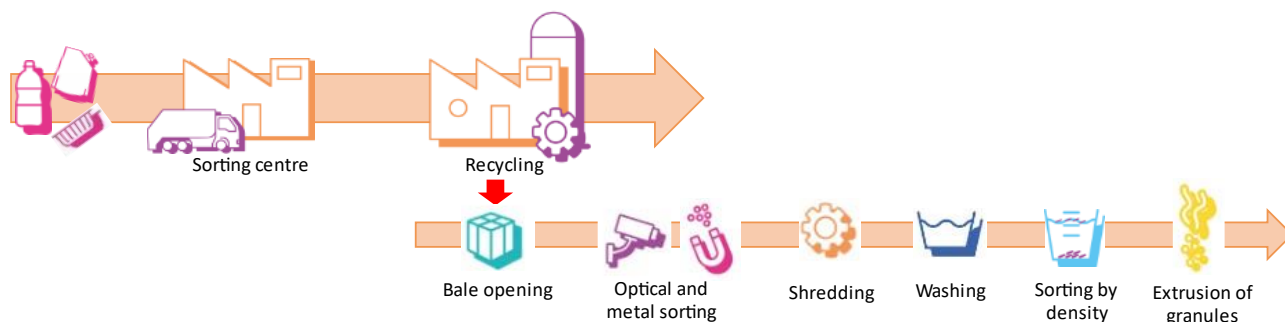 Sorting centre
Recycling
Bale opening
Optical and
metal sorting
Shredding
Washing
Sorting by
density
Extrusion of
granules